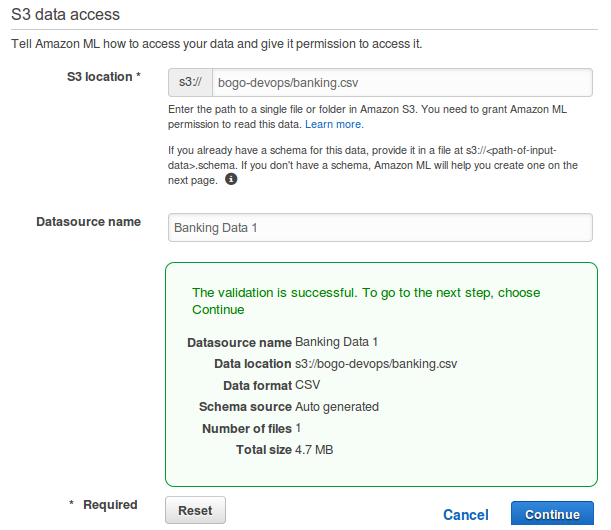 S3 data access
Tell Amazon ML how to access your data and give it permission to access it.
S3 location * s3:// bogo-devops/banking.csv
Enter the path to a single file or folder in Amazon S3. You need to grant Amazon ML
permission to read this data. Learn more.
If you already have a schema for this data, provide it in a file at s3://<path-of-input-
data>.schema. If you don't have a schema, Amazon ML will help you create one on the
next page. i
Datasource name Banking Data 1
The validation is successful. To go to the next step, choose
Continue
Datasource name Banking Data 1
Data location s3://bogo-devops/banking.csv
Data format CSV
Schema source Auto generated
Number of files 1
Total size 4.7 MB
* Required Reset Cancel Continue